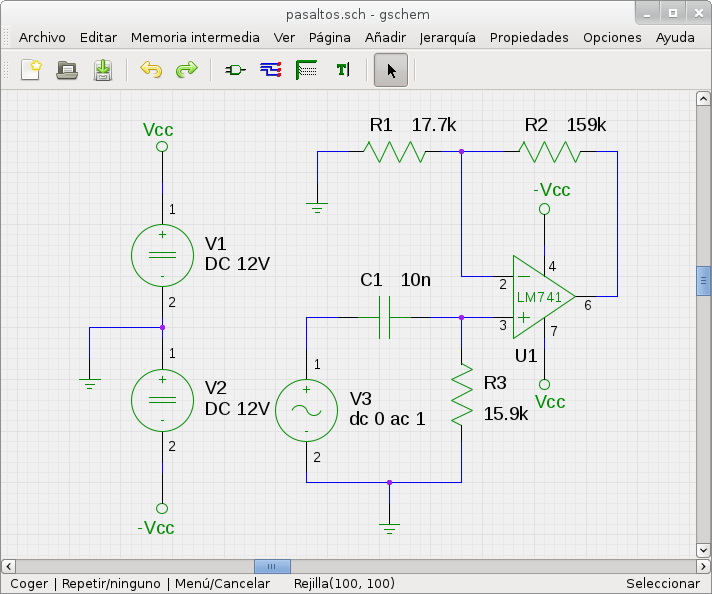 pasaltos.sch - gschem
Archivo Editar Memoria intermedia Ver Página Añadir Jerarquía Propiedades Opciones Ayuda
Vcc
R1 17.7k
R2 159k
-Vcc
1
V1
DC 12V
2
4
2
LM741
6
3
7
U1
Vcc
C1 10n
1
V2
DC 12V
2
-Vcc
1
V3
dc 0 ac 1
2
R3
15.9k
Coger | Repetir/ninguno | Menú/Cancelar Rejilla(100, 100) Seleccionar